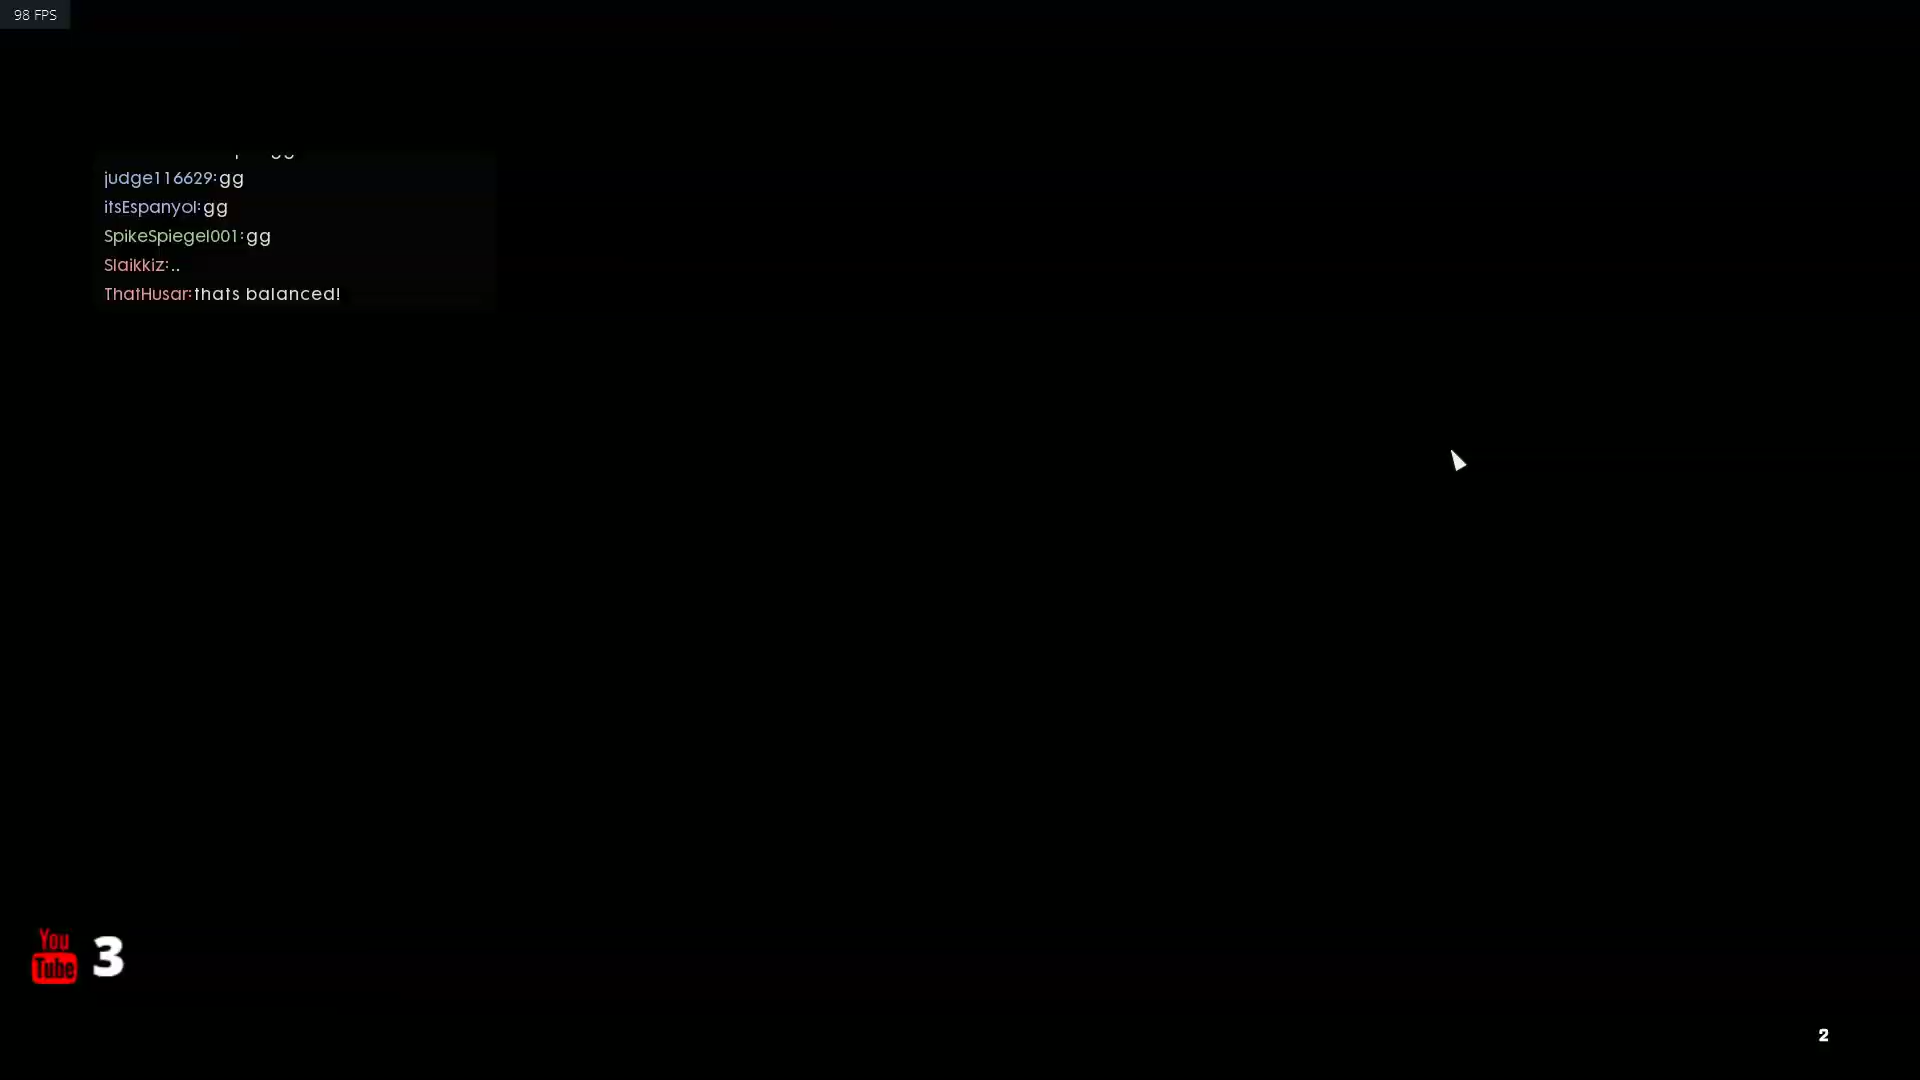 98 FPS
judge116629:gg
itsEspanyol:gg
SpikeSpiegel001:gg
Slaikkiz:..
ThatHusar:thats balanced!
You
Tube 3
2